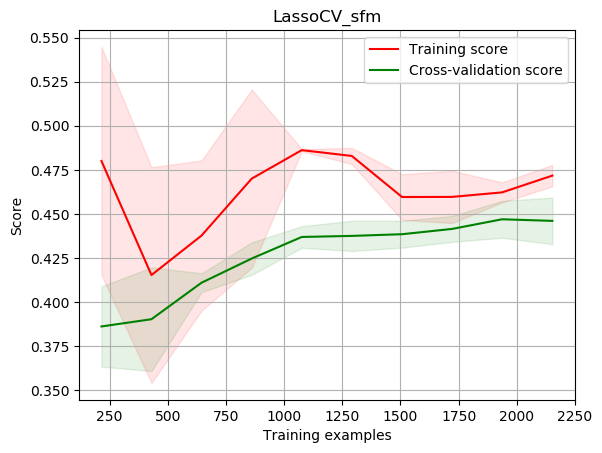 LassoCV_sfm
Training score
Cross-validation score
0.550
0.525
0.500
0.475
0.450
0.425
0.400
0.375
0.350
Score
250 500 750 1000 1250 1500 1750 2000 2250
Training examples